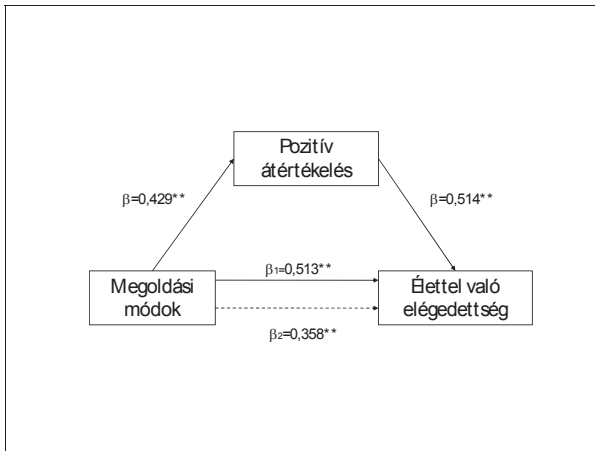 Pozitív
átértékelés
β=0,429**
β=0,514**
β1=0,513**
Megoldási
módok
Élettel való
elégedettség
β2=0,358**